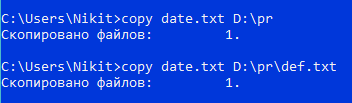 C:\Users\Nikit>copy date.txt D:\pr
Скопировано файлов:         1.
C:\Users\Nikit>copy date.txt D:\pr\def.txt
Скопировано файлов:         1.